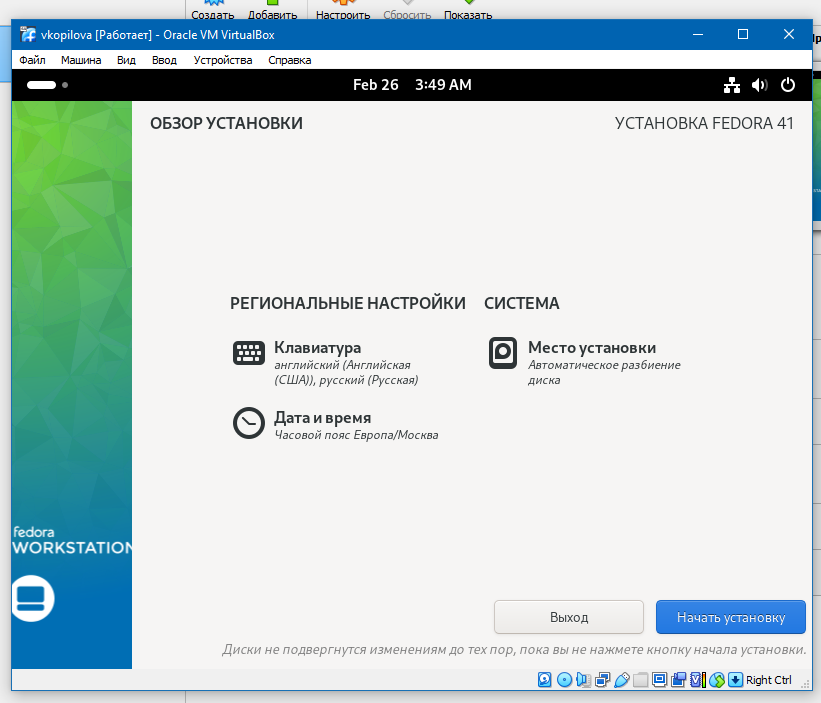 Создать Добавить Настроить Сбросить Показать
vkopilova [Работает] - Oracle VM VirtualBox
Файл Машина Вид Ввод Устройства Справка
Feb 26 3:49 AM
ОБЗОР УСТАНОВКИ
УСТАНОВКА FEDORA 41
РЕГИОНАЛЬНЫЕ НАСТРОЙКИ
Клавиатура
английский (Английская
(США)), русский (Русская)
Дата и время
Часовой пояс Европа/Москва
СИСТЕМА
Место установки
Автоматическое разбиение
диска
fedora
WORKSTATION
Выход
Начать установку
Диски не подвергнутся изменениям до тех пор, пока вы не нажмете кнопку начала установки.
Right Ctrl